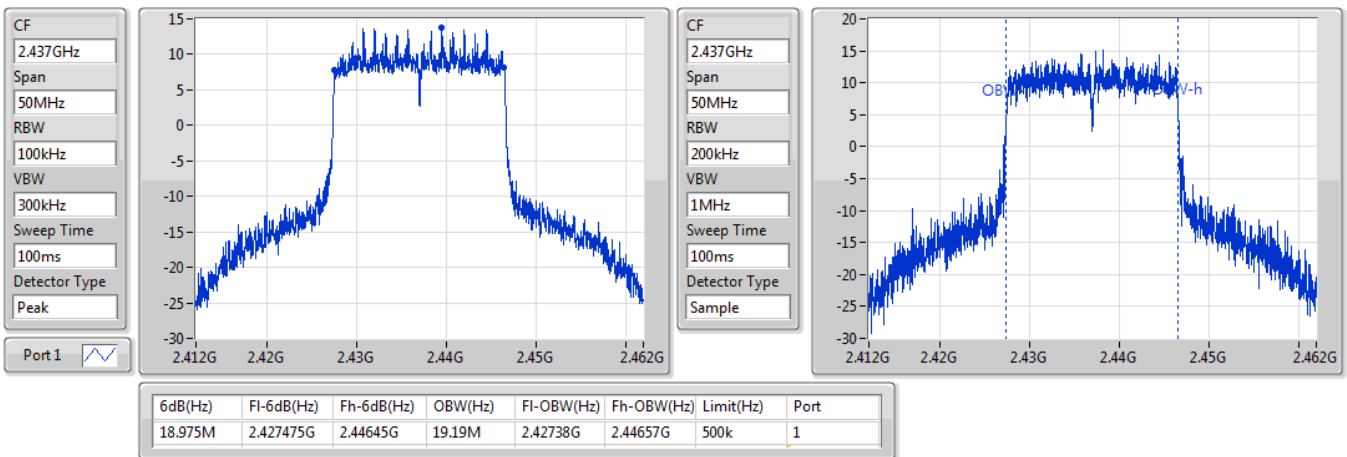 CF
2.437GHz
Span
50MHz
RBW
100kHz
VBW
300kHz
Sweep Time
100ms
Detector Type
Peak
Port 1
15
10
5
0
-5
-10
-15
-20
-25
-30
2.412G 2.42G 2.43G 2.44G 2.45G 2.462G
CF
2.437GHz
Span
50MHz
RBW
200kHz
VBW
1MHz
Sweep Time
100ms
Detector Type
Sample
20
15
10
5
0
-5
-10
-15
-20
-25
-30
2.412G 2.42G 2.43G 2.44G 2.45G 2.462G
6dB(Hz) Fl-6dB(Hz) Fh-6dB(Hz) OBW(Hz) Fl-OBW(Hz) Fh-OBW(Hz) Limit(Hz) Port
18.975M 2.427475G 2.44645G 19.19M 2.42738G 2.44657G 500k 1